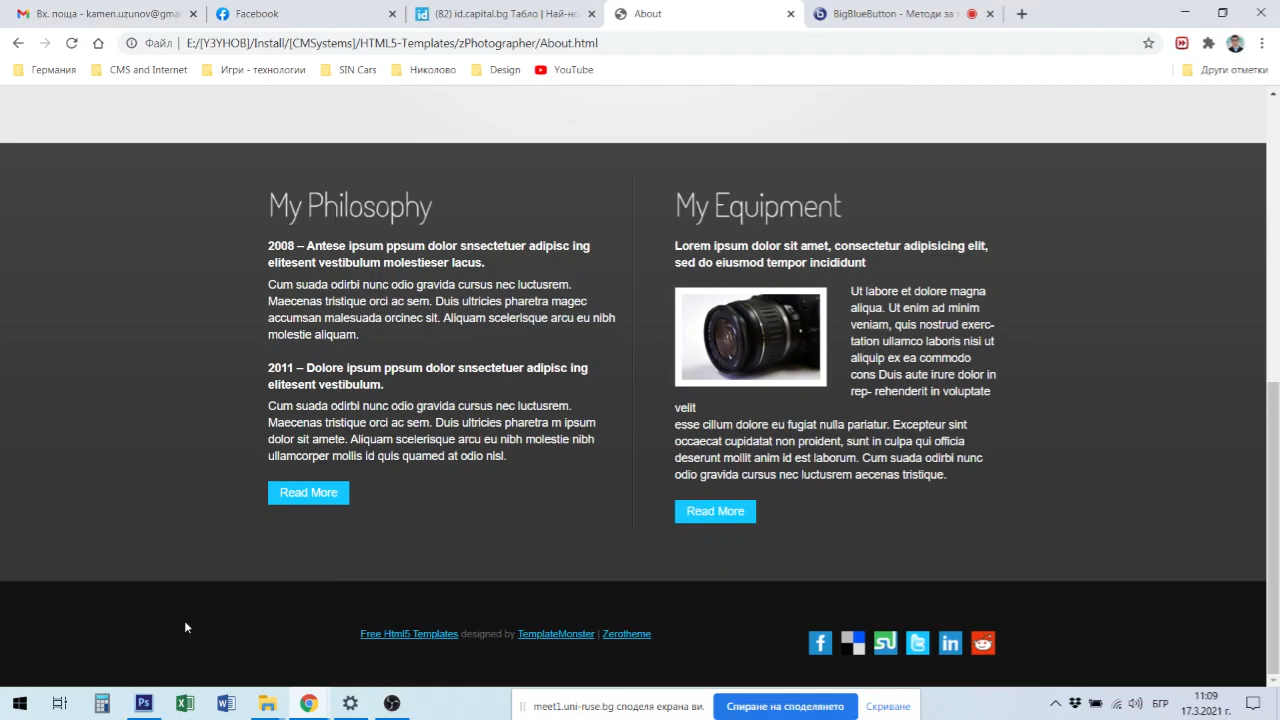 Вх. поща - kamen.uzunov@gmai
Facebook
(82) id.capital.bg Табло | Най-но
About
BigBlueButton - Методи за т
Файл
E:/[Y3YHOB]/Install/[CMSystems]/HTML5-Templates/zPhotographer/About.html
Германия
CMS and Internet
Игри - технологии
SIN Cars
Николово
Design
YouTube
Други отметки
My Philosophy
2008 – Antese ipsum ppsum dolor snsectetuer adipisc ing
elitesent vestibulum molestieser lacus.
Cum suada odirbi nunc odio gravida cursus nec luctusrem.
Maecenas tristique orci ac sem. Duis ultricies pharetra magec
accumsan malesuada orcinec sit. Aliquam scelerisque arcu eu nibh
molestie aliquam.
2011 – Dolore ipsum ppsum dolor snsectetuer adipisc ing
elitesent vestibulum.
Cum suada odirbi nunc odio gravida cursus nec luctusrem.
Maecenas tristique orci ac sem. Duis ultricies pharetra m ipsum
dolor sit amete. Aliquam scelerisque arcu eu nibh molestie nibh
ullamcorper mollis id quis quamed at odio nisl.
Read More
My Equipment
Lorem ipsum dolor sit amet, consectetur adipisicing elit,
sed do eiusmod tempor incididunt
Ut labore et dolore magna
aliqua. Ut enim ad minim
veniam, quis nostrud exerc-
tation ullamco laboris nisi ut
aliquip ex ea commodo
cons Duis aute irure dolor in
rep- rehenderit in voluptate
velit
esse cillum dolore eu fugiat nulla pariatur. Excepteur sint
occaecat cupidatat non proident, sunt in culpa qui officia
deserunt mollit anim id est laborum. Cum suada odirbi nunc
odio gravida cursus nec luctusrem aecenas tristique.
Read More
Free Html5 Templates designed by TemplateMonster | Zerotheme
meet1.uni-ruse.bg споделя екрана ви.
Спиране на споделянето
Скриване
БГР
11:09
17.3.2021 г.